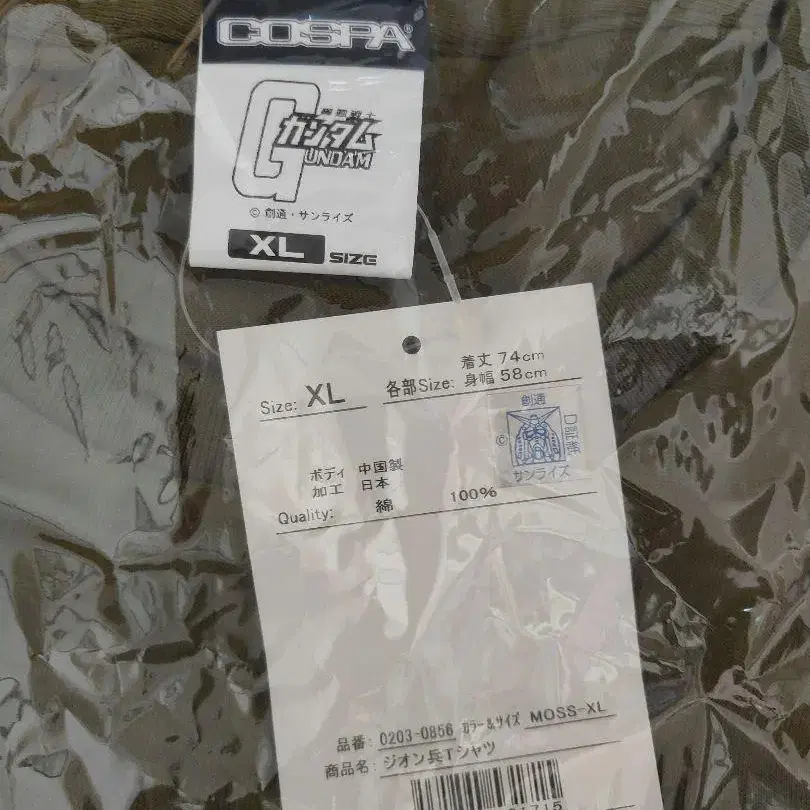 COSPA®
機動戦士
ガンダム
GUNDAM
© 創通・サンライズ
XL SIZE
Size: XL
各部Size: 着丈 74cm
身幅 58cm
創通
©
サンライズ
ボディ 中国製
加工 日本
Quality: 綿 100%
品番: 0203-0856 カラー&サイズ MOSS-XL
商品名: ジオン兵Tシャツ